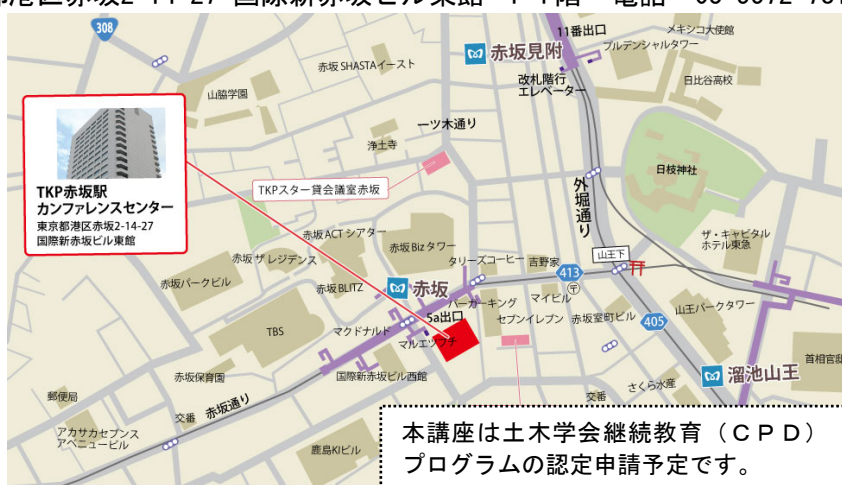 港区赤坂2-14-27 国際新赤坂ビル東館
308
赤坂 SHASTAイースト
赤坂見附
11番出口
メキシコ大使館
プルデンシャルタワー
改札階行
エレベーター
日比谷高校
山脇学園
一ツ木通り
浄土寺
TKPスター貸会議室赤坂
外堀通り
日枝神社
TKP赤坂駅
カンファレンスセンター
東京都港区赤坂2-14-27
国際新赤坂ビル東館
赤坂ACTシアター
赤坂Bizタワー
タリーズコーヒー
吉野家
413
山王下
ザ・キャピタル
ホテル東急
赤坂 ザ レジデンス
赤坂パークビル
赤坂BLITZ
赤坂
5a出口
バーガーキング
マイビル
セブンイレブン
赤坂室町ビル
405
山王パークタワー
TBS
マクドナルド
マルエツプチ
首相官邸
赤坂保育園
国際新赤坂ビル西館
溜池山王
さくら水産
郵便局
交番
赤坂通り
交番
アカサカセブンス
アベニュービル
鹿島KIビル
本講座は土木学会継続教育(CPD)
プログラムの認定申請予定です。